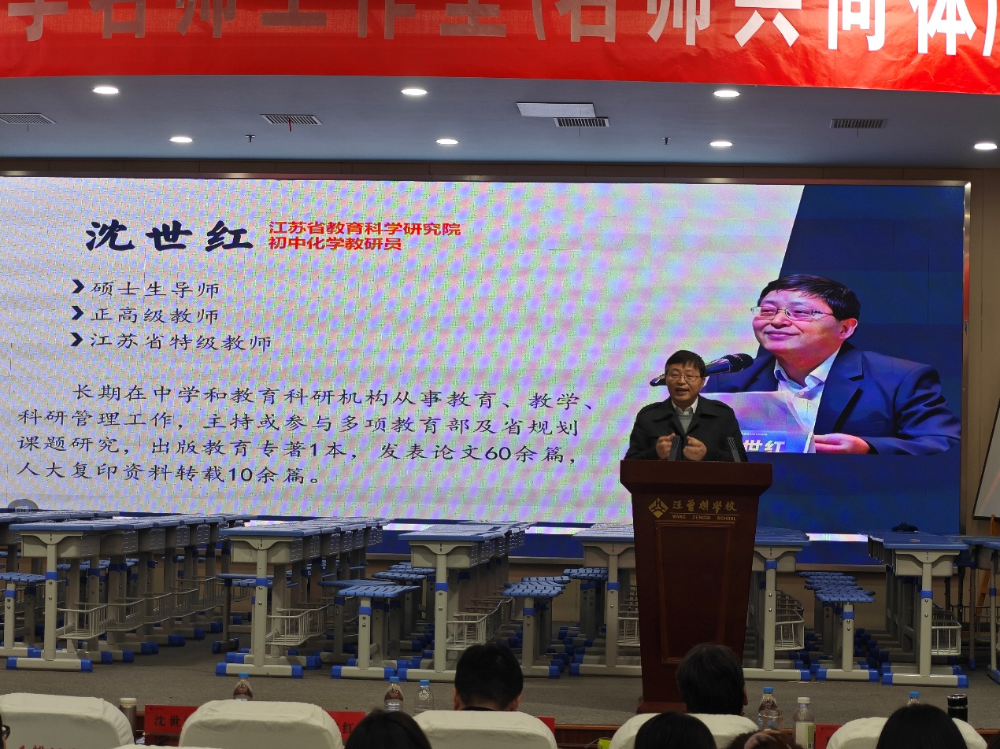 学名师工作室(名师共同体)
沈世红
江苏省教育科学研究院
初中化学教研员
硕士生导师
正高级教师
江苏省特级教师
长期在中学和教育科研机构从事教育、教学、
科研管理工作，主持或参与多项教育部及省规划
课题研究，出版教育专著1本，发表论文60余篇，
人大复印资料转载10余篇。
世红
汪曾祺學校
WANG ZENGQI SCHOOL
沈世
红